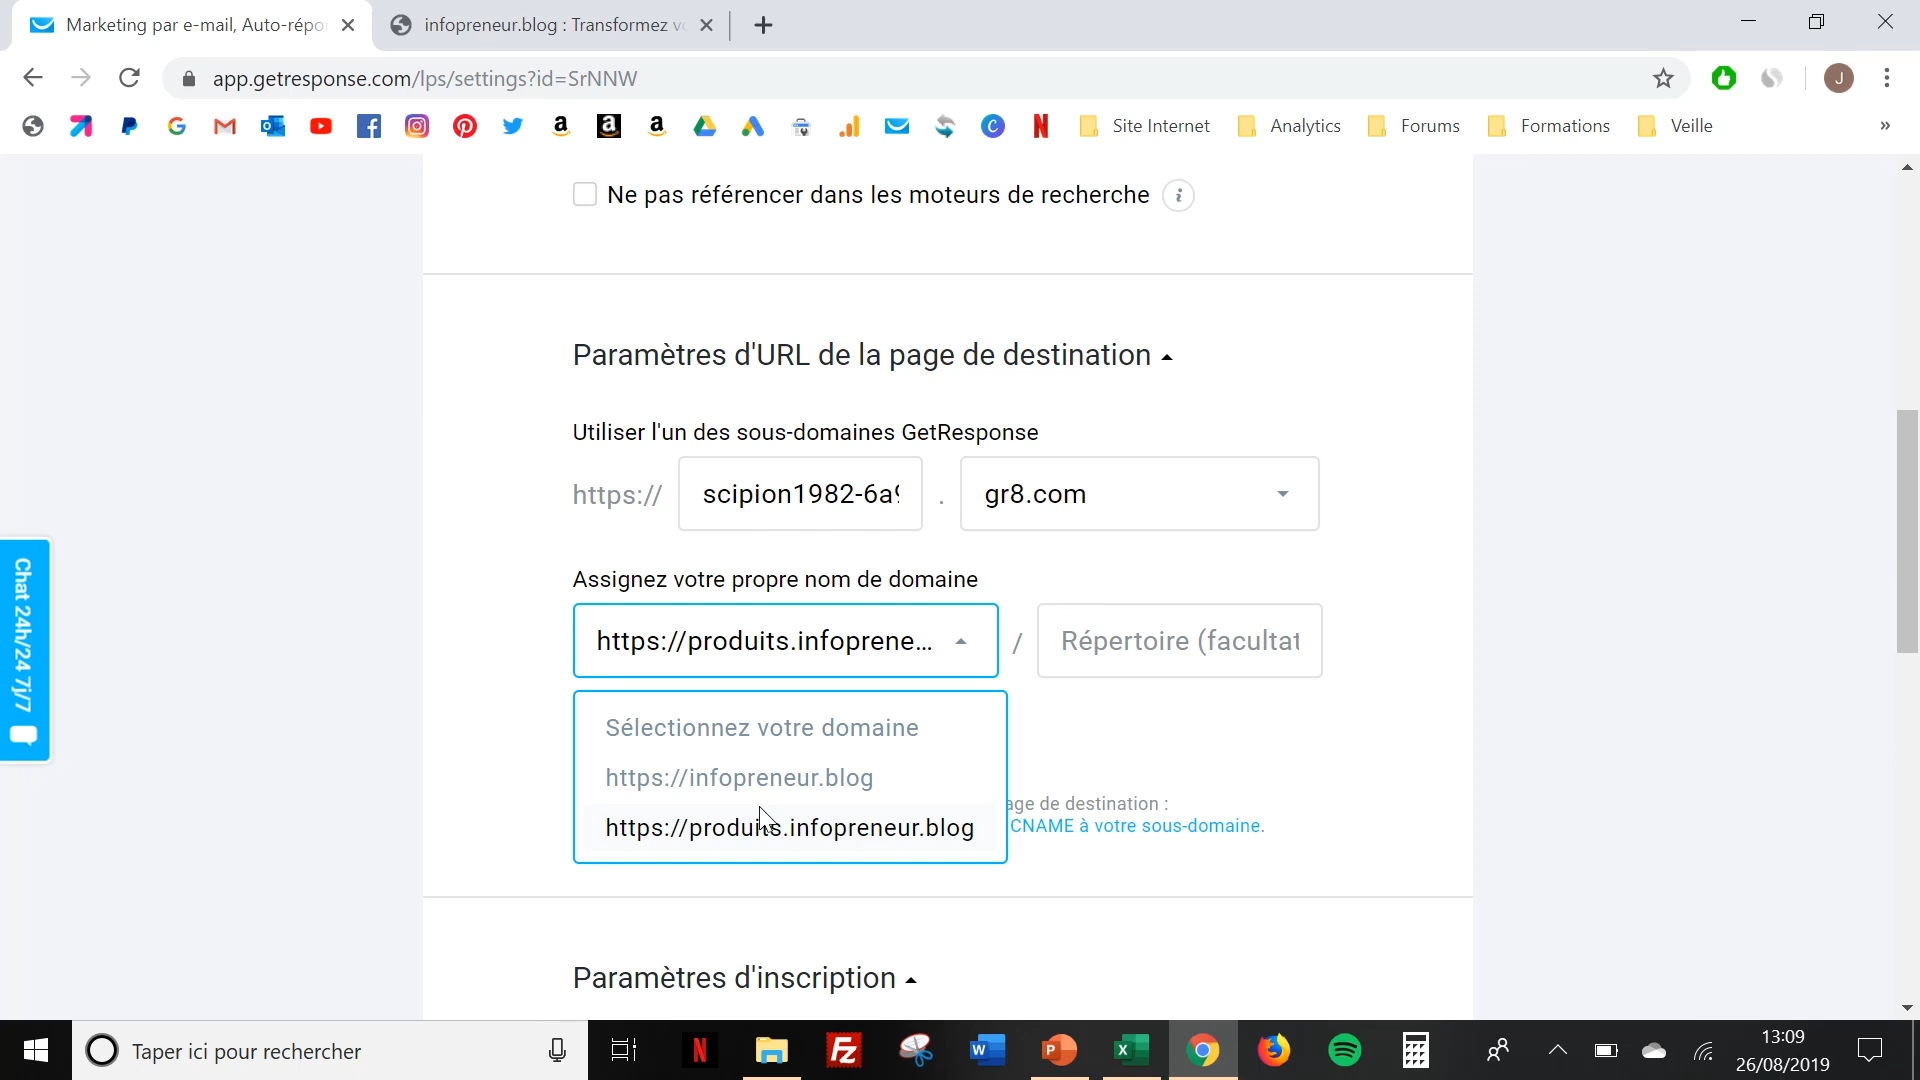 Marketing par e-mail, Auto-répo
infopreneur.blog : Transformez v
app.getresponse.com/lps/settings?id=SrNNW
J
Site Internet
Analytics
Forums
Formations
Veille
»
Ne pas référencer dans les moteurs de recherche
i
Paramètres d'URL de la page de destination
Utiliser l'un des sous-domaines GetResponse
https://
scipion1982-6a9
.
gr8.com
Assignez votre propre nom de domaine
https://produits.infoprene...
/
Répertoire (facultat
Sélectionnez votre domaine
https://infopreneur.blog
https://produits.infopreneur.blog
age de destination :
CNAME à votre sous-domaine.
Paramètres d'inscription
Chat 24h/24 7j/7
Taper ici pour rechercher
13:09
26/08/2019